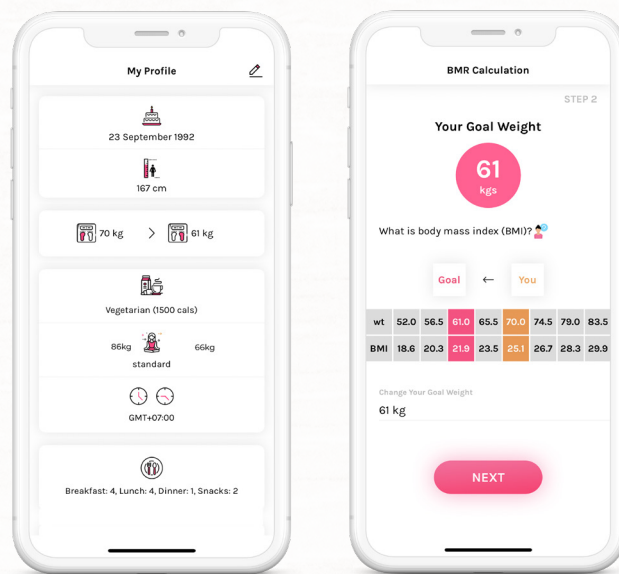 My Profile
23 September 1992
167 cm
70 kg > 61 kg
Vegetarian (1500 cals)
86kg 66kg
standard
GMT+07:00
Breakfast: 4, Lunch: 4, Dinner: 1, Snacks: 2
BMR Calculation
STEP 2
Your Goal Weight
61
kgs
What is body mass index (BMI)?
Goal ← You
wt 52.0 56.5 61.0 65.5 70.0 74.5 79.0 83.5
BMI 18.6 20.3 21.9 23.5 25.1 26.7 28.3 29.9
Change Your Goal Weight
61 kg
NEXT